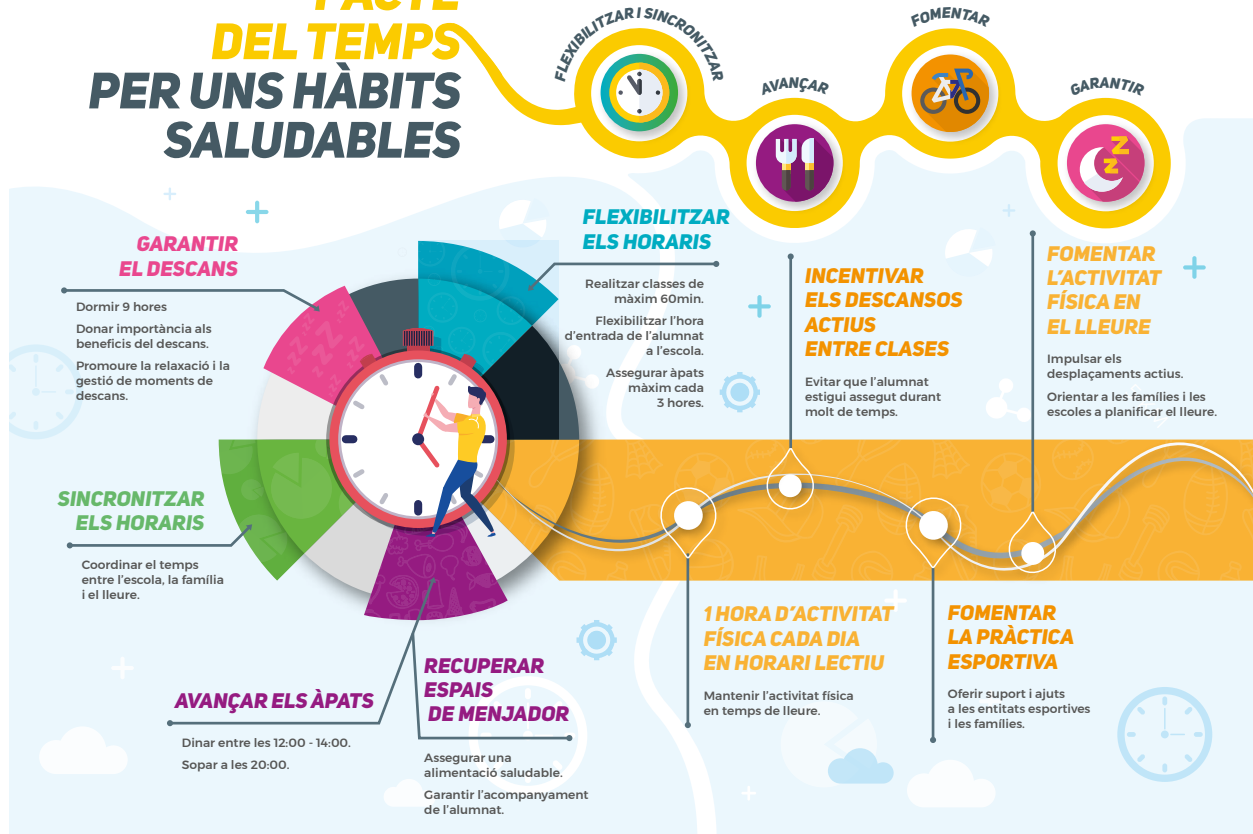 PACTE
DEL TEMPS
PER UNS HÀBITS
SALUDABLES
FLEXIBILITZAR I SINCRONITZAR
AVANÇAR
FOMENTAR
GARANTIR
GARANTIR
EL DESCANS
Dormir 9 hores
Donar importància als
beneficis del descans.
Promoure la relaxació i la
gestió de moments de
descans.
FLEXIBILITZAR
ELS HORARIS
Realitzar classes de
màxim 60min.
Flexibilitzar l'hora
d'entrada de l'alumnat
a l'escola.
Assegurar àpats
màxim cada
3 hores.
INCENTIVAR
ELS DESCANSOS
ACTIUS
ENTRE CLASES
Evitar que l'alumnat
estigui assegut durant
molt de temps.
FOMENTAR
L'ACTIVITAT
FÍSICA EN
EL LLEURE
Impulsar els
desplaçaments actius.
Orientar a les famílies i les
escoles a planificar el lleure.
SINCRONITZAR
ELS HORARIS
Coordinar el temps
entre l'escola, la família
i el lleure.
AVANÇAR ELS ÀPATS
Dinar entre les 12:00 - 14:00.
Sopar a les 20:00.
RECUPERAR
ESPAIS
DE MENJADOR
Assegurar una
alimentació saludable.
Garantir l'acompanyament
de l'alumnat.
1 HORA D'ACTIVITAT
FÍSICA CADA DIA
EN HORARI LECTIU
Mantenir l'activitat física
en temps de lleure.
FOMENTAR
LA PRÀCTICA
ESPORTIVA
Oferir suport i ajuts
a les entitats esportives
i les famílies.